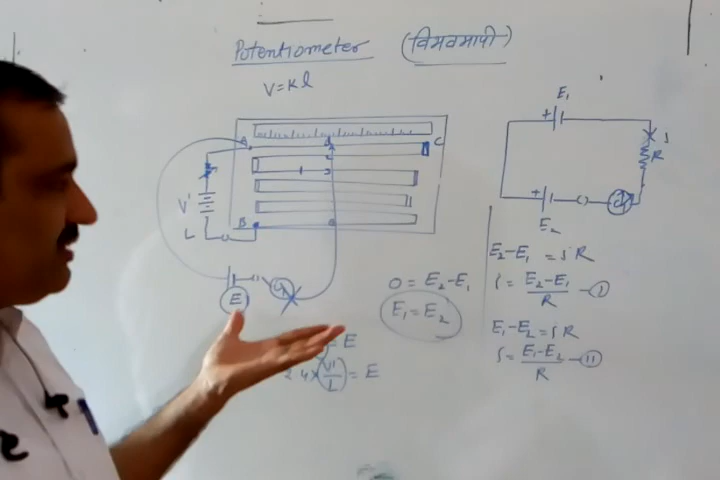 Potentiometer (विभवमापी)
V = Kl
A
C
V'
L
B
E
G
E₁
+
R
+
E₂
G
0 = E₂-E₁
E₁ = E₂
= E
= E
E₂-E₁ = IR
I = E₂-E₁/R —Ⓘ
E₁-E₂ = IR
I = E₁-E₂/R —Ⓘ Ⓘ